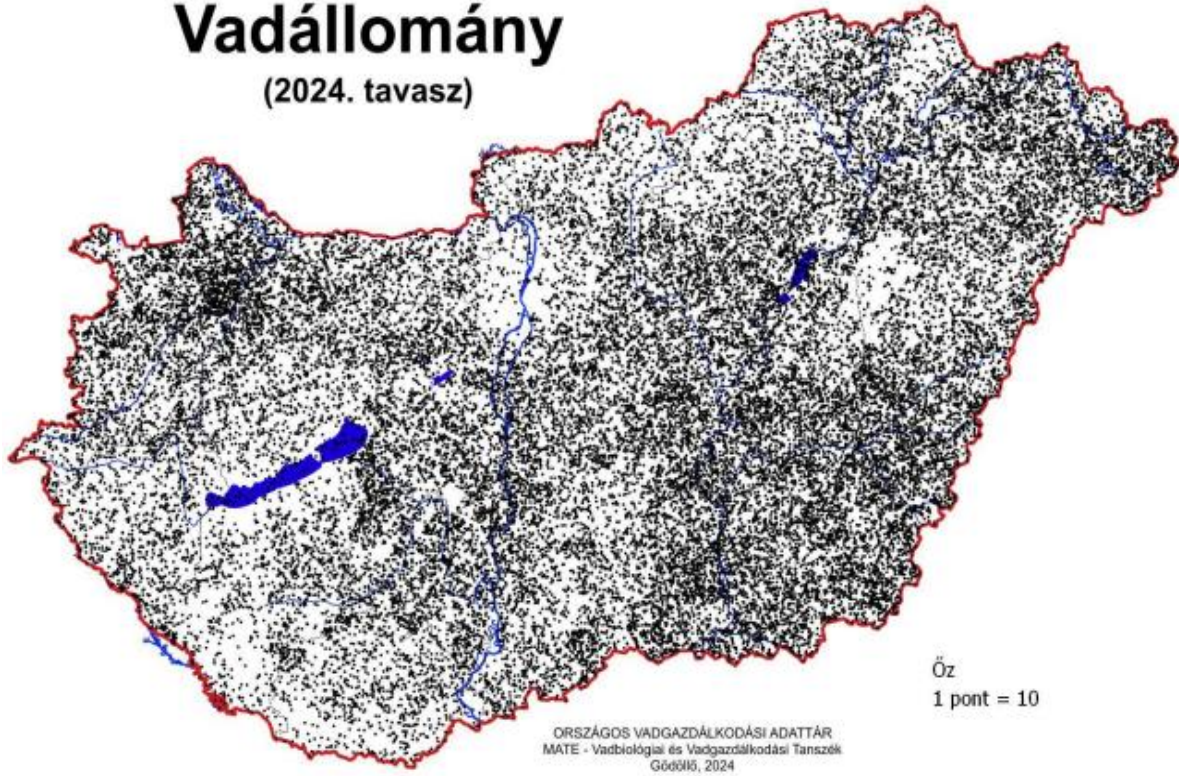 Vadállomány
(2024. tavasz)
Őz
1 pont = 10
ORSZÁGOS VADGAZDÁLKODÁSI ADATTÁR
MATE - Vadbiológiai és Vadgazdálkodási Tanszék
Gödöllő, 2024